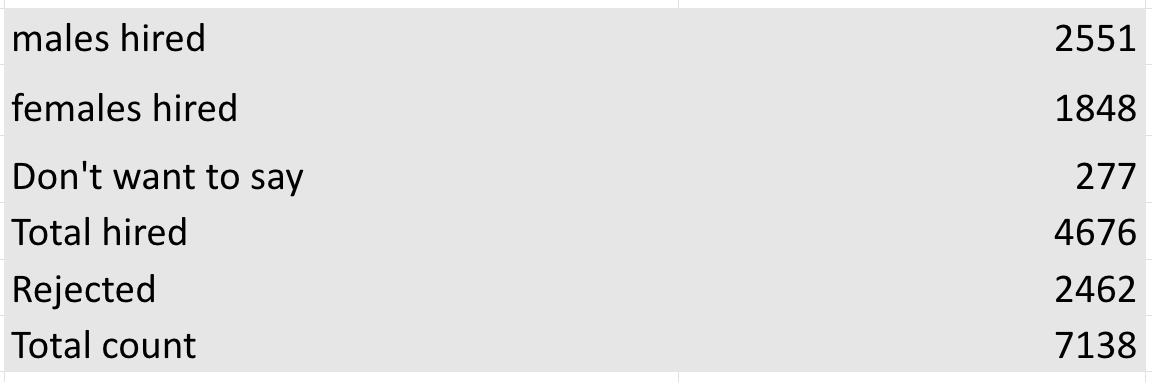 males hired 2551
females hired 1848
Don't want to say 277
Total hired 4676
Rejected 2462
Total count 7138